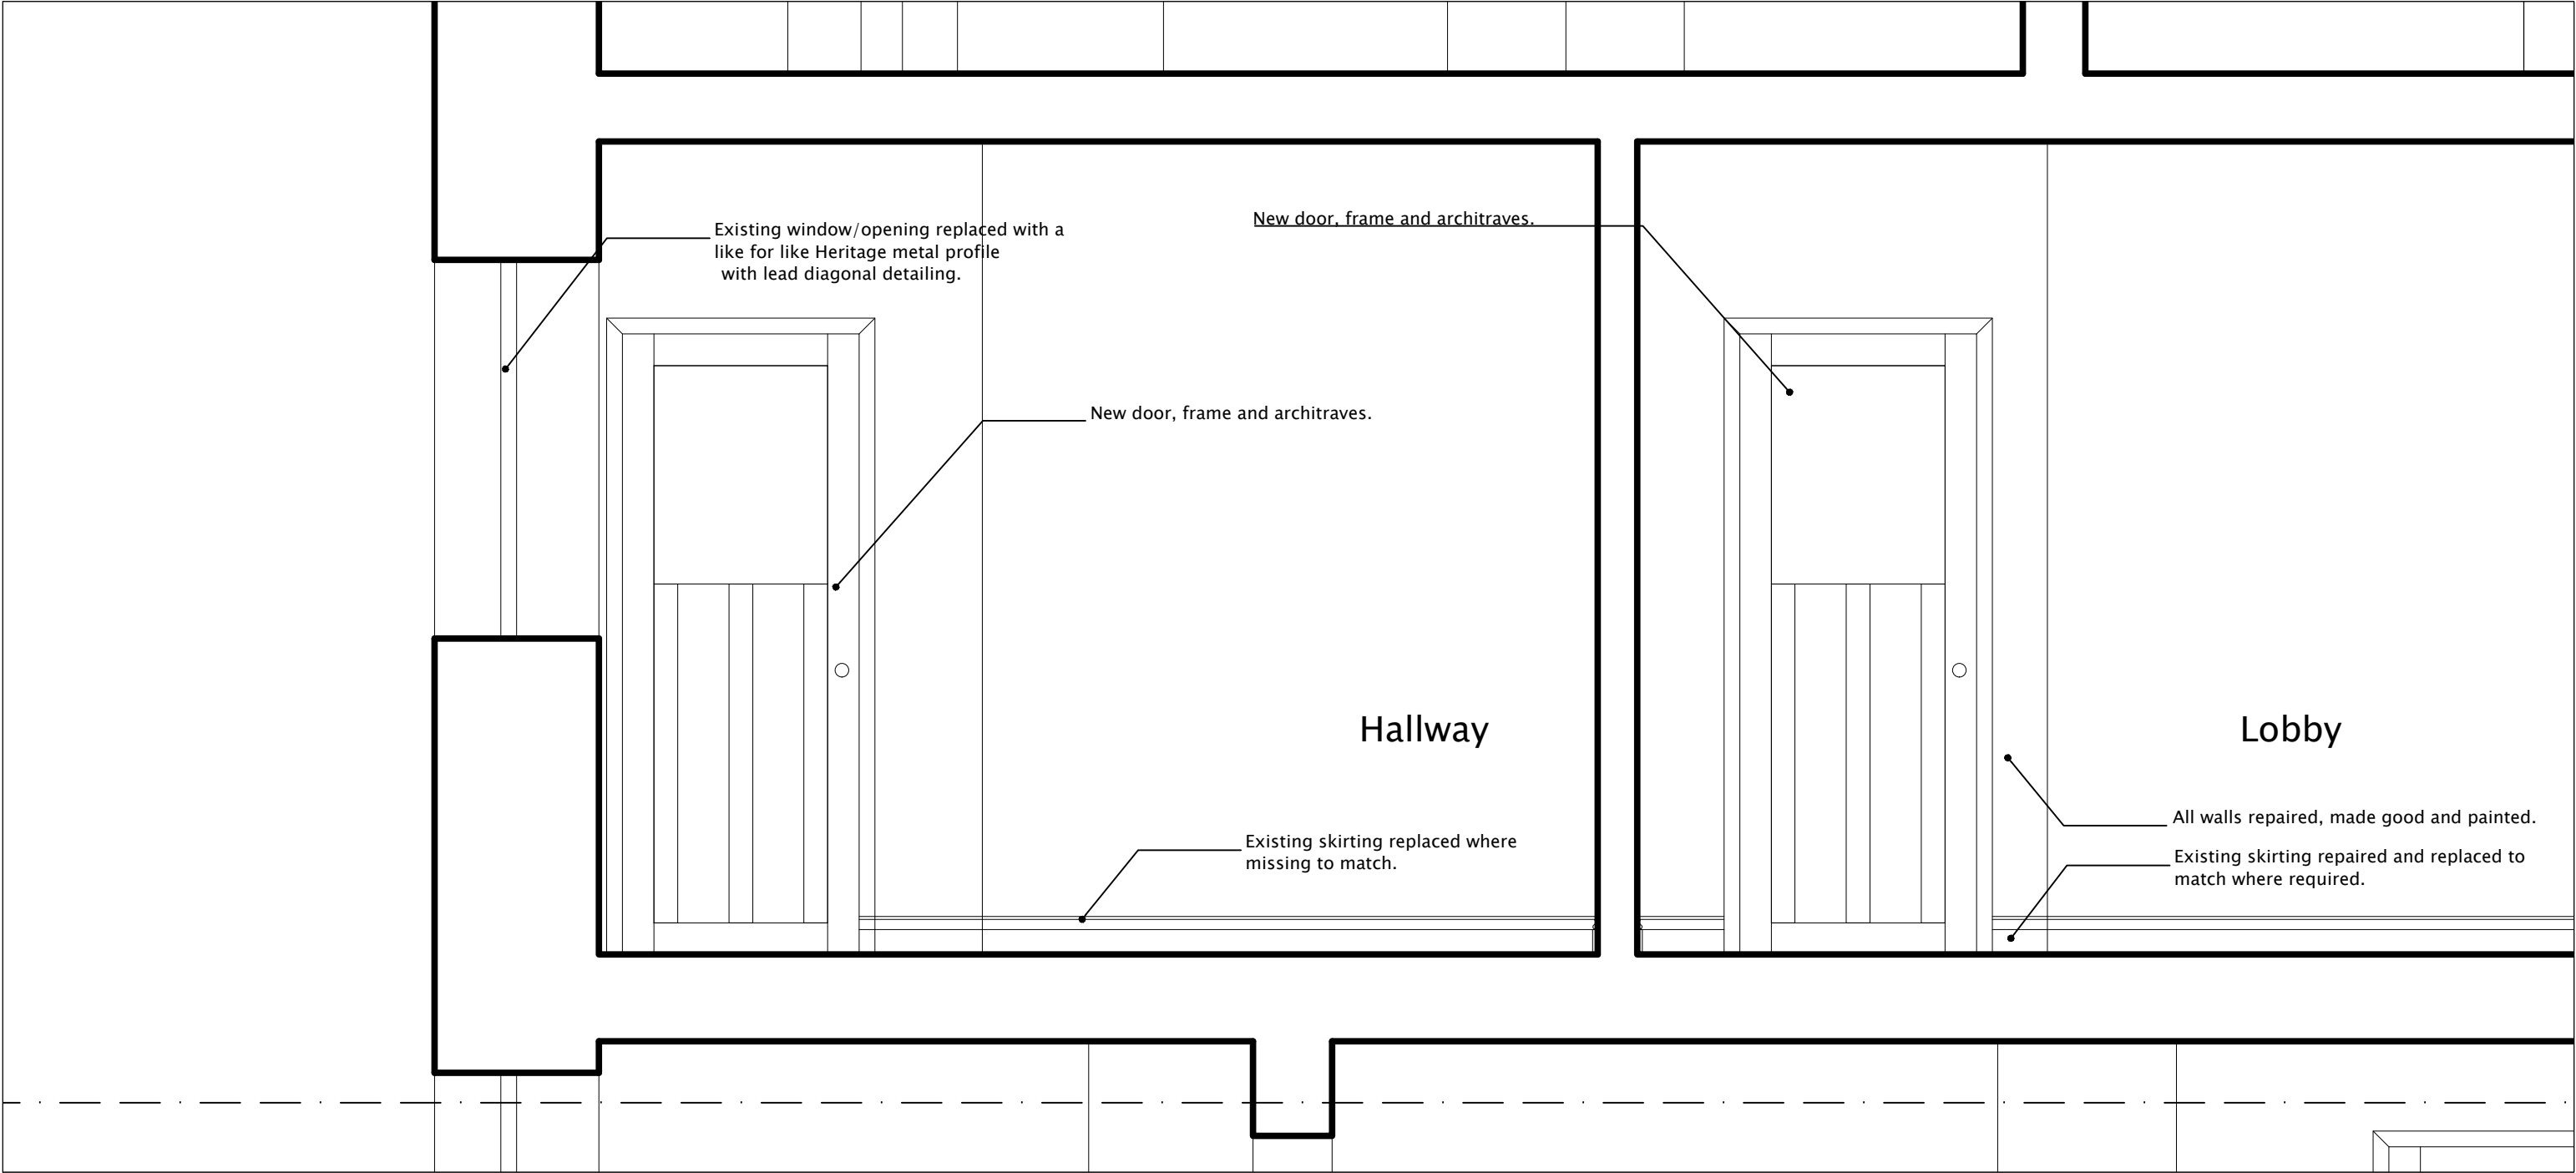 New door, frame and architraves.
Existing window/opening replaced with a
like for like Heritage metal profile
with lead diagonal detailing.
New door, frame and architraves.
Hallway
Lobby
All walls repaired, made good and painted.
Existing skirting replaced where
missing to match.
Existing skirting repaired and replaced to
match where required.